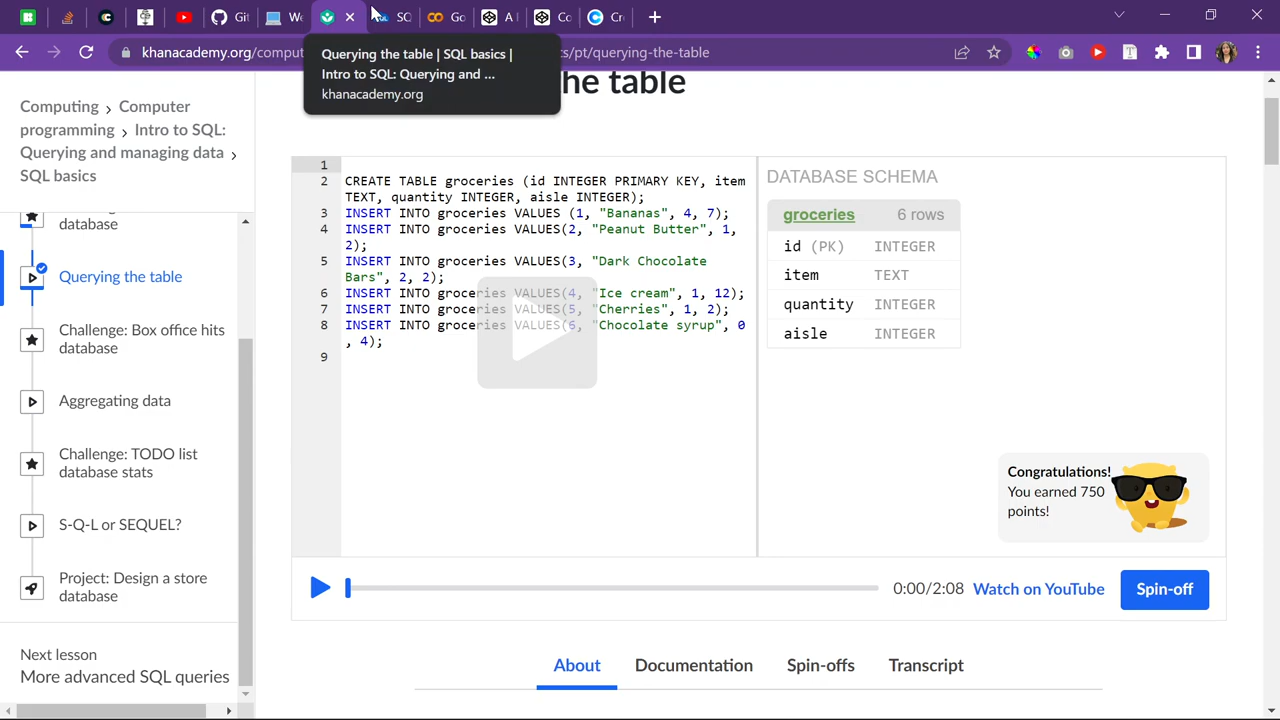 Git
We
SQ
Go
A I
Co
Cr
khanacademy.org/comput
s/pt/querying-the-table
Querying the table | SQL basics |
Intro to SQL: Querying and ...
khanacademy.org
he table
Computing > Computer
programming > Intro to SQL:
Querying and managing data >
SQL basics
database
Querying the table
Challenge: Box office hits
database
Aggregating data
Challenge: TODO list
database stats
S-Q-L or SEQUEL?
Project: Design a store
database
Next lesson
More advanced SQL queries
1
2 CREATE TABLE groceries (id INTEGER PRIMARY KEY, item
TEXT, quantity INTEGER, aisle INTEGER);
3 INSERT INTO groceries VALUES (1, "Bananas", 4, 7);
4 INSERT INTO groceries VALUES(2, "Peanut Butter", 1,
2);
5 INSERT INTO groceries VALUES(3, "Dark Chocolate
Bars", 2, 2);
6 INSERT INTO groceries VALUES(4, "Ice cream", 1, 12);
7 INSERT INTO groceries VALUES(5, "Cherries", 1, 2);
8 INSERT INTO groceries VALUES(6, "Chocolate syrup", 0
, 4);
9
DATABASE SCHEMA
groceries 6 rows
id (PK) INTEGER
item TEXT
quantity INTEGER
aisle INTEGER
Congratulations!
You earned 750
points!
0:00/2:08
Watch on YouTube
Spin-off
About
Documentation
Spin-offs
Transcript